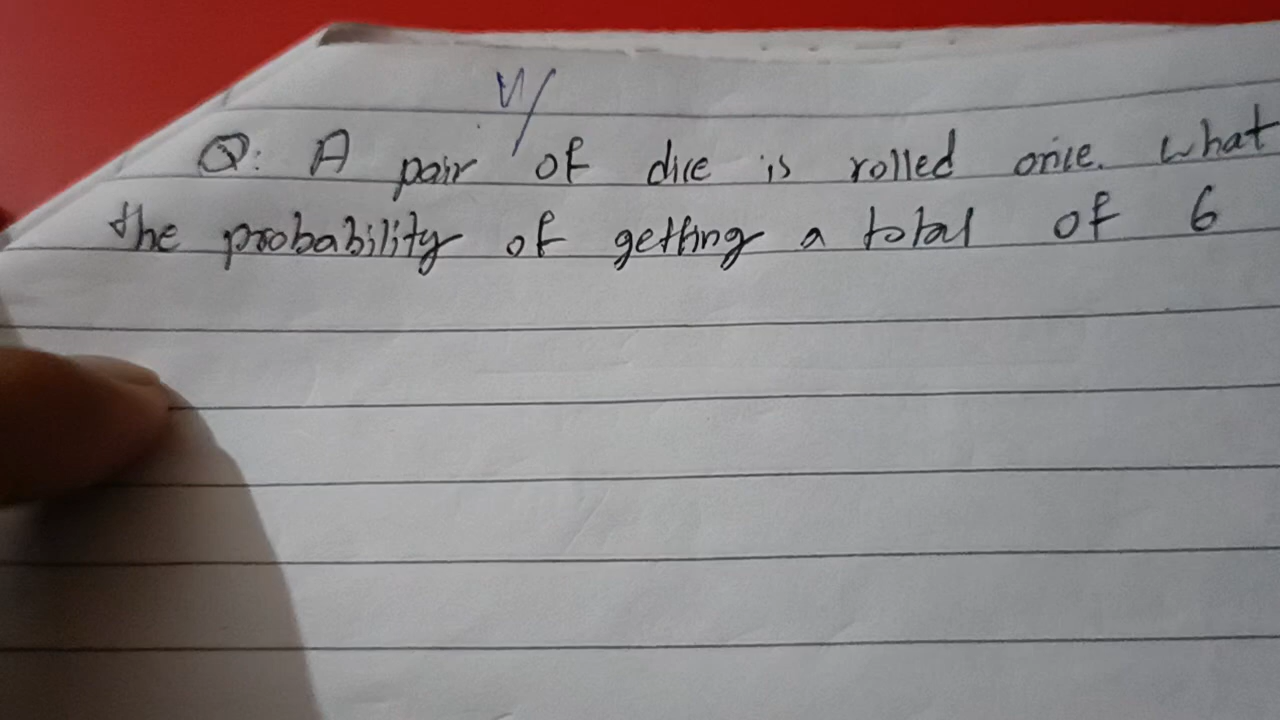 Q: A pair of dice is rolled once. What
the probability of getting a total of 6